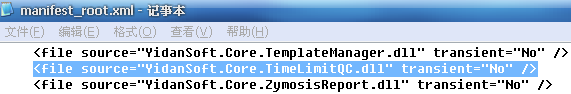 manifest_root.xml - 记事本
文件(F) 编辑(E) 格式(O) 查看(V) 帮助(H)
<file source="YidanSoft.Core.TemplateManager.dll" transient="No" />
<file source="YidanSoft.Core.TimeLimitQC.dll" transient="No" />
<file source="YidanSoft.Core.ZymosisReport.dll" transient="No" />